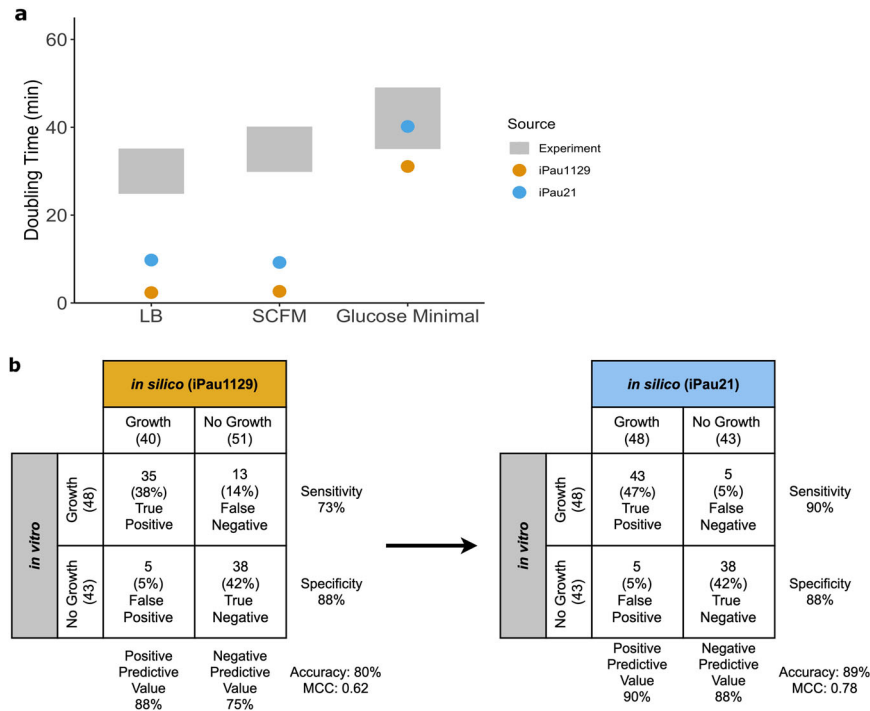 a
60
40
20
0
Doubling Time (min)
LB
SCFM
Glucose Minimal
Source
Experiment
iPau1129
iPau21
b
in silico (iPau1129)
Growth
(40)
No Growth
(51)
in vitro
Growth
(48)
35
(38%)
True
Positive
13
(14%)
False
Negative
Sensitivity
73%
No Growth
(43)
5
(5%)
False
Positive
38
(42%)
True
Negative
Specificity
88%
Positive
Predictive
Value
88%
Negative
Predictive
Value
75%
Accuracy: 80%
MCC: 0.62
in silico (iPau21)
Growth
(48)
No Growth
(43)
in vitro
Growth
(48)
43
(47%)
True
Positive
5
(5%)
False
Negative
Sensitivity
90%
No Growth
(43)
5
(5%)
False
Positive
38
(42%)
True
Negative
Specificity
88%
Positive
Predictive
Value
90%
Negative
Predictive
Value
88%
Accuracy: 89%
MCC: 0.78